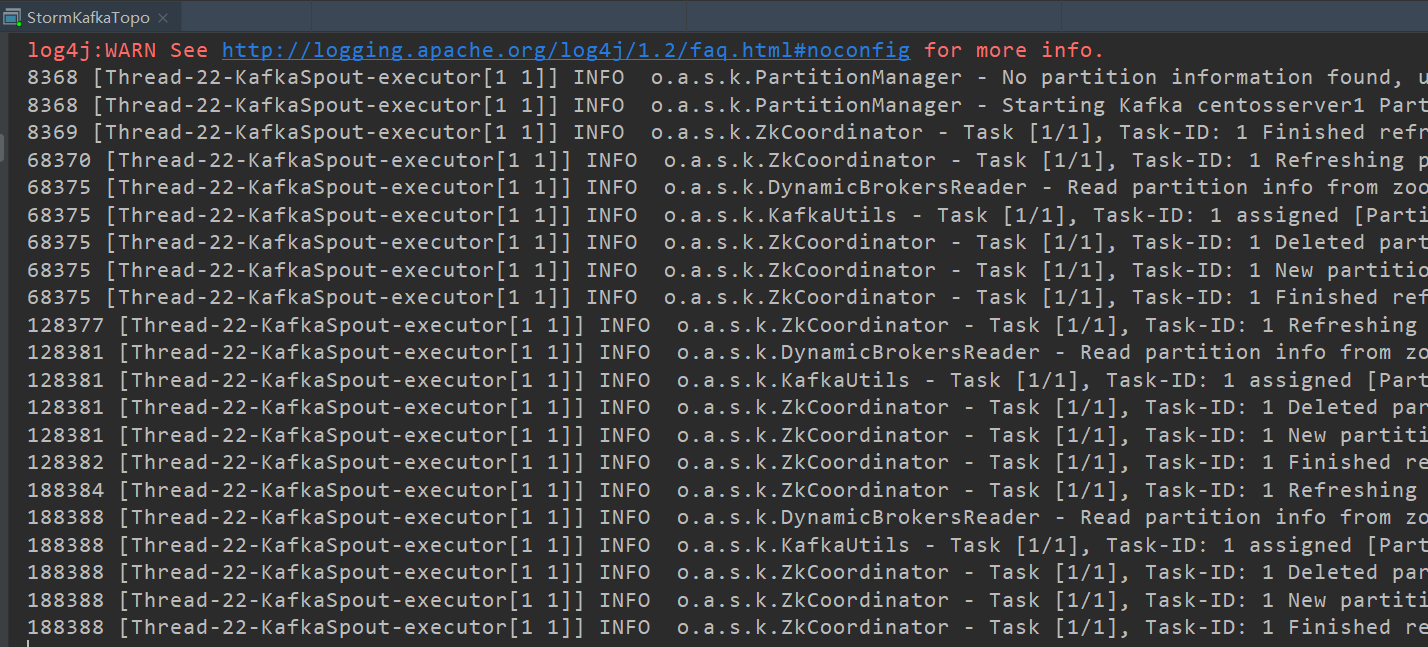 StormKafkaTopo
log4j:WARN See http://logging.apache.org/log4j/1.2/faq.html#noconfig for more info.
8368 [Thread-22-KafkaSpout-executor[1 1]] INFO  o.a.s.k.PartitionManager - No partition information found, u
8368 [Thread-22-KafkaSpout-executor[1 1]] INFO  o.a.s.k.PartitionManager - Starting Kafka centosserver1 Part
8369 [Thread-22-KafkaSpout-executor[1 1]] INFO  o.a.s.k.ZkCoordinator - Task [1/1], Task-ID: 1 Finished refr
68370 [Thread-22-KafkaSpout-executor[1 1]] INFO  o.a.s.k.ZkCoordinator - Task [1/1], Task-ID: 1 Refreshing p
68375 [Thread-22-KafkaSpout-executor[1 1]] INFO  o.a.s.k.DynamicBrokersReader - Read partition info from zoo
68375 [Thread-22-KafkaSpout-executor[1 1]] INFO  o.a.s.k.KafkaUtils - Task [1/1], Task-ID: 1 assigned [Parti
68375 [Thread-22-KafkaSpout-executor[1 1]] INFO  o.a.s.k.ZkCoordinator - Task [1/1], Task-ID: 1 Deleted part
68375 [Thread-22-KafkaSpout-executor[1 1]] INFO  o.a.s.k.ZkCoordinator - Task [1/1], Task-ID: 1 New partitio
68375 [Thread-22-KafkaSpout-executor[1 1]] INFO  o.a.s.k.ZkCoordinator - Task [1/1], Task-ID: 1 Finished ref
128377 [Thread-22-KafkaSpout-executor[1 1]] INFO  o.a.s.k.ZkCoordinator - Task [1/1], Task-ID: 1 Refreshing
128381 [Thread-22-KafkaSpout-executor[1 1]] INFO  o.a.s.k.DynamicBrokersReader - Read partition info from zo
128381 [Thread-22-KafkaSpout-executor[1 1]] INFO  o.a.s.k.KafkaUtils - Task [1/1], Task-ID: 1 assigned [Part
128381 [Thread-22-KafkaSpout-executor[1 1]] INFO  o.a.s.k.ZkCoordinator - Task [1/1], Task-ID: 1 Deleted par
128381 [Thread-22-KafkaSpout-executor[1 1]] INFO  o.a.s.k.ZkCoordinator - Task [1/1], Task-ID: 1 New partiti
128382 [Thread-22-KafkaSpout-executor[1 1]] INFO  o.a.s.k.ZkCoordinator - Task [1/1], Task-ID: 1 Finished re
188384 [Thread-22-KafkaSpout-executor[1 1]] INFO  o.a.s.k.ZkCoordinator - Task [1/1], Task-ID: 1 Refreshing
188388 [Thread-22-KafkaSpout-executor[1 1]] INFO  o.a.s.k.DynamicBrokersReader - Read partition info from zo
188388 [Thread-22-KafkaSpout-executor[1 1]] INFO  o.a.s.k.KafkaUtils - Task [1/1], Task-ID: 1 assigned [Part
188388 [Thread-22-KafkaSpout-executor[1 1]] INFO  o.a.s.k.ZkCoordinator - Task [1/1], Task-ID: 1 Deleted par
188388 [Thread-22-KafkaSpout-executor[1 1]] INFO  o.a.s.k.ZkCoordinator - Task [1/1], Task-ID: 1 New partiti
188388 [Thread-22-KafkaSpout-executor[1 1]] INFO  o.a.s.k.ZkCoordinator - Task [1/1], Task-ID: 1 Finished re